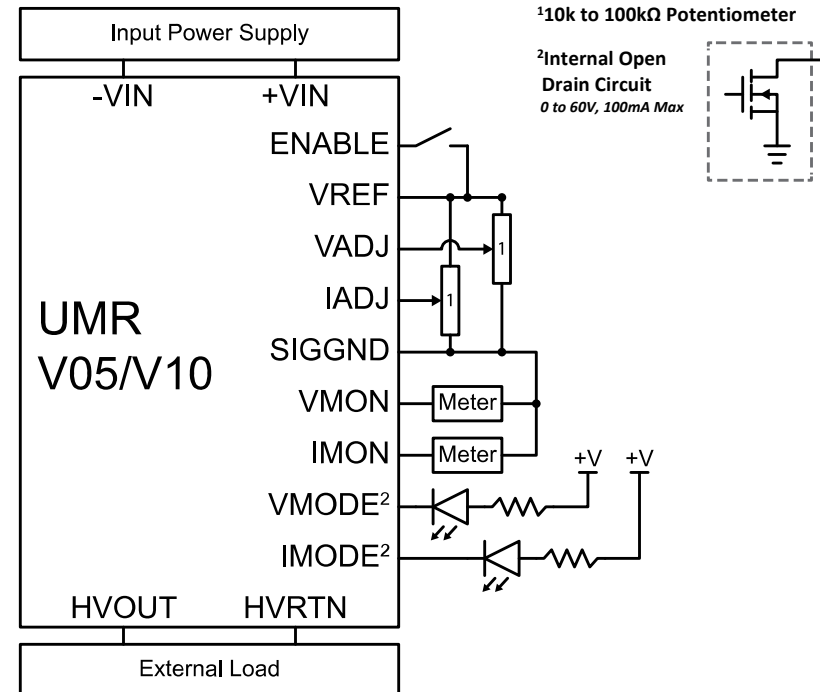 ¹10k to 100kΩ Potentiometer
²Internal Open
Drain Circuit
0 to 60V, 100mA Max
Input Power Supply
-VIN +VIN
ENABLE
VREF
VADJ
1
IADJ
1
UMR
V05/V10
SIGGND
VMON Meter
IMON Meter
+V +V
VMODE²
IMODE²
HVOUT HVRTN
External Load